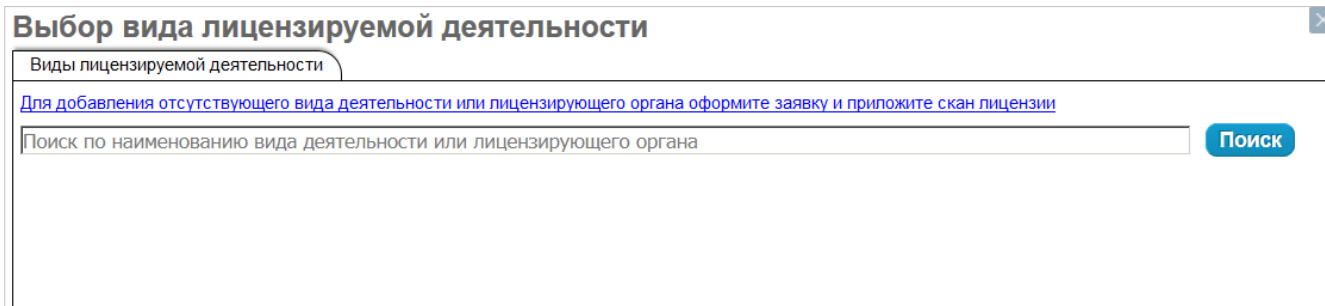 Выбор вида лицензируемой деятельности
Виды лицензируемой деятельности
Для добавления отсутствующего вида деятельности или лицензирующего органа оформите заявку и приложите скан лицензии
Поиск по наименованию вида деятельности или лицензирующего органа
Поиск